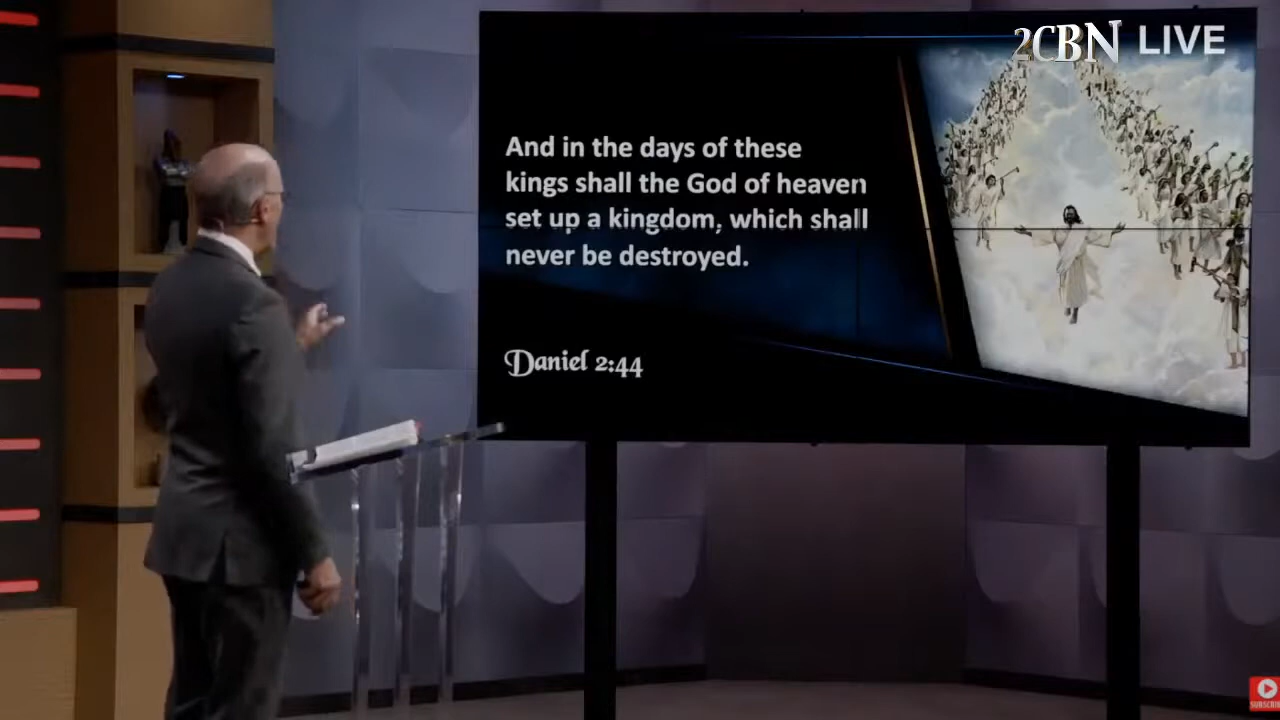 2CBN LIVE
And in the days of these
kings shall the God of heaven
set up a kingdom, which shall
never be destroyed.
Daniel 2:44
SUBSCRIBE